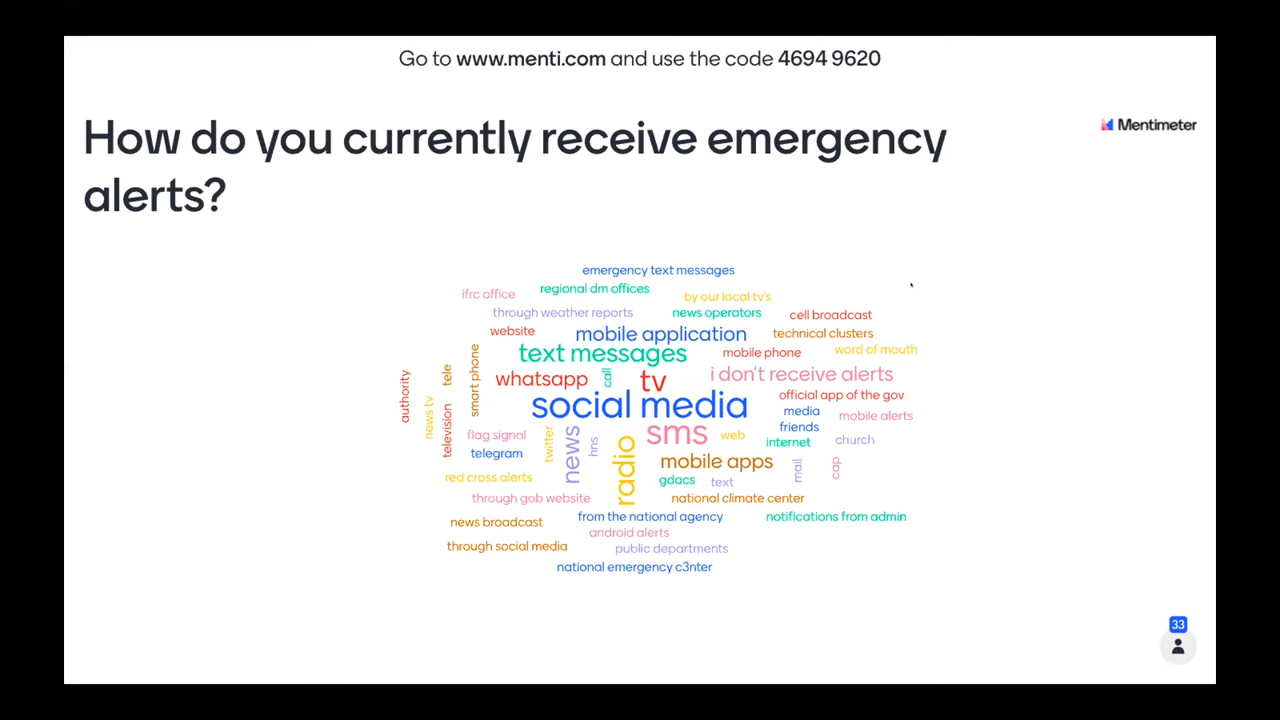 Go to www.menti.com and use the code 4694 9620
How do you currently receive emergency
alerts?
Mentimeter
emergency text messages
ifrc office
regional dm offices
by our local tv's
through weather reports
news operators
cell broadcast
website
mobile application
technical clusters
text messages
mobile phone
word of mouth
authority
tele
smart phone
whatsapp
call
tv
i don't receive alerts
news tv
television
social media
official app of the gov
media
mobile alerts
friends
flag signal
twitter
news
hns
radio
sms
web
internet
church
telegram
mobile apps
mail
cap
red cross alerts
gdacs
text
through gob website
national climate center
news broadcast
from the national agency
notifications from admin
android alerts
through social media
public departments
national emergency c3nter
33